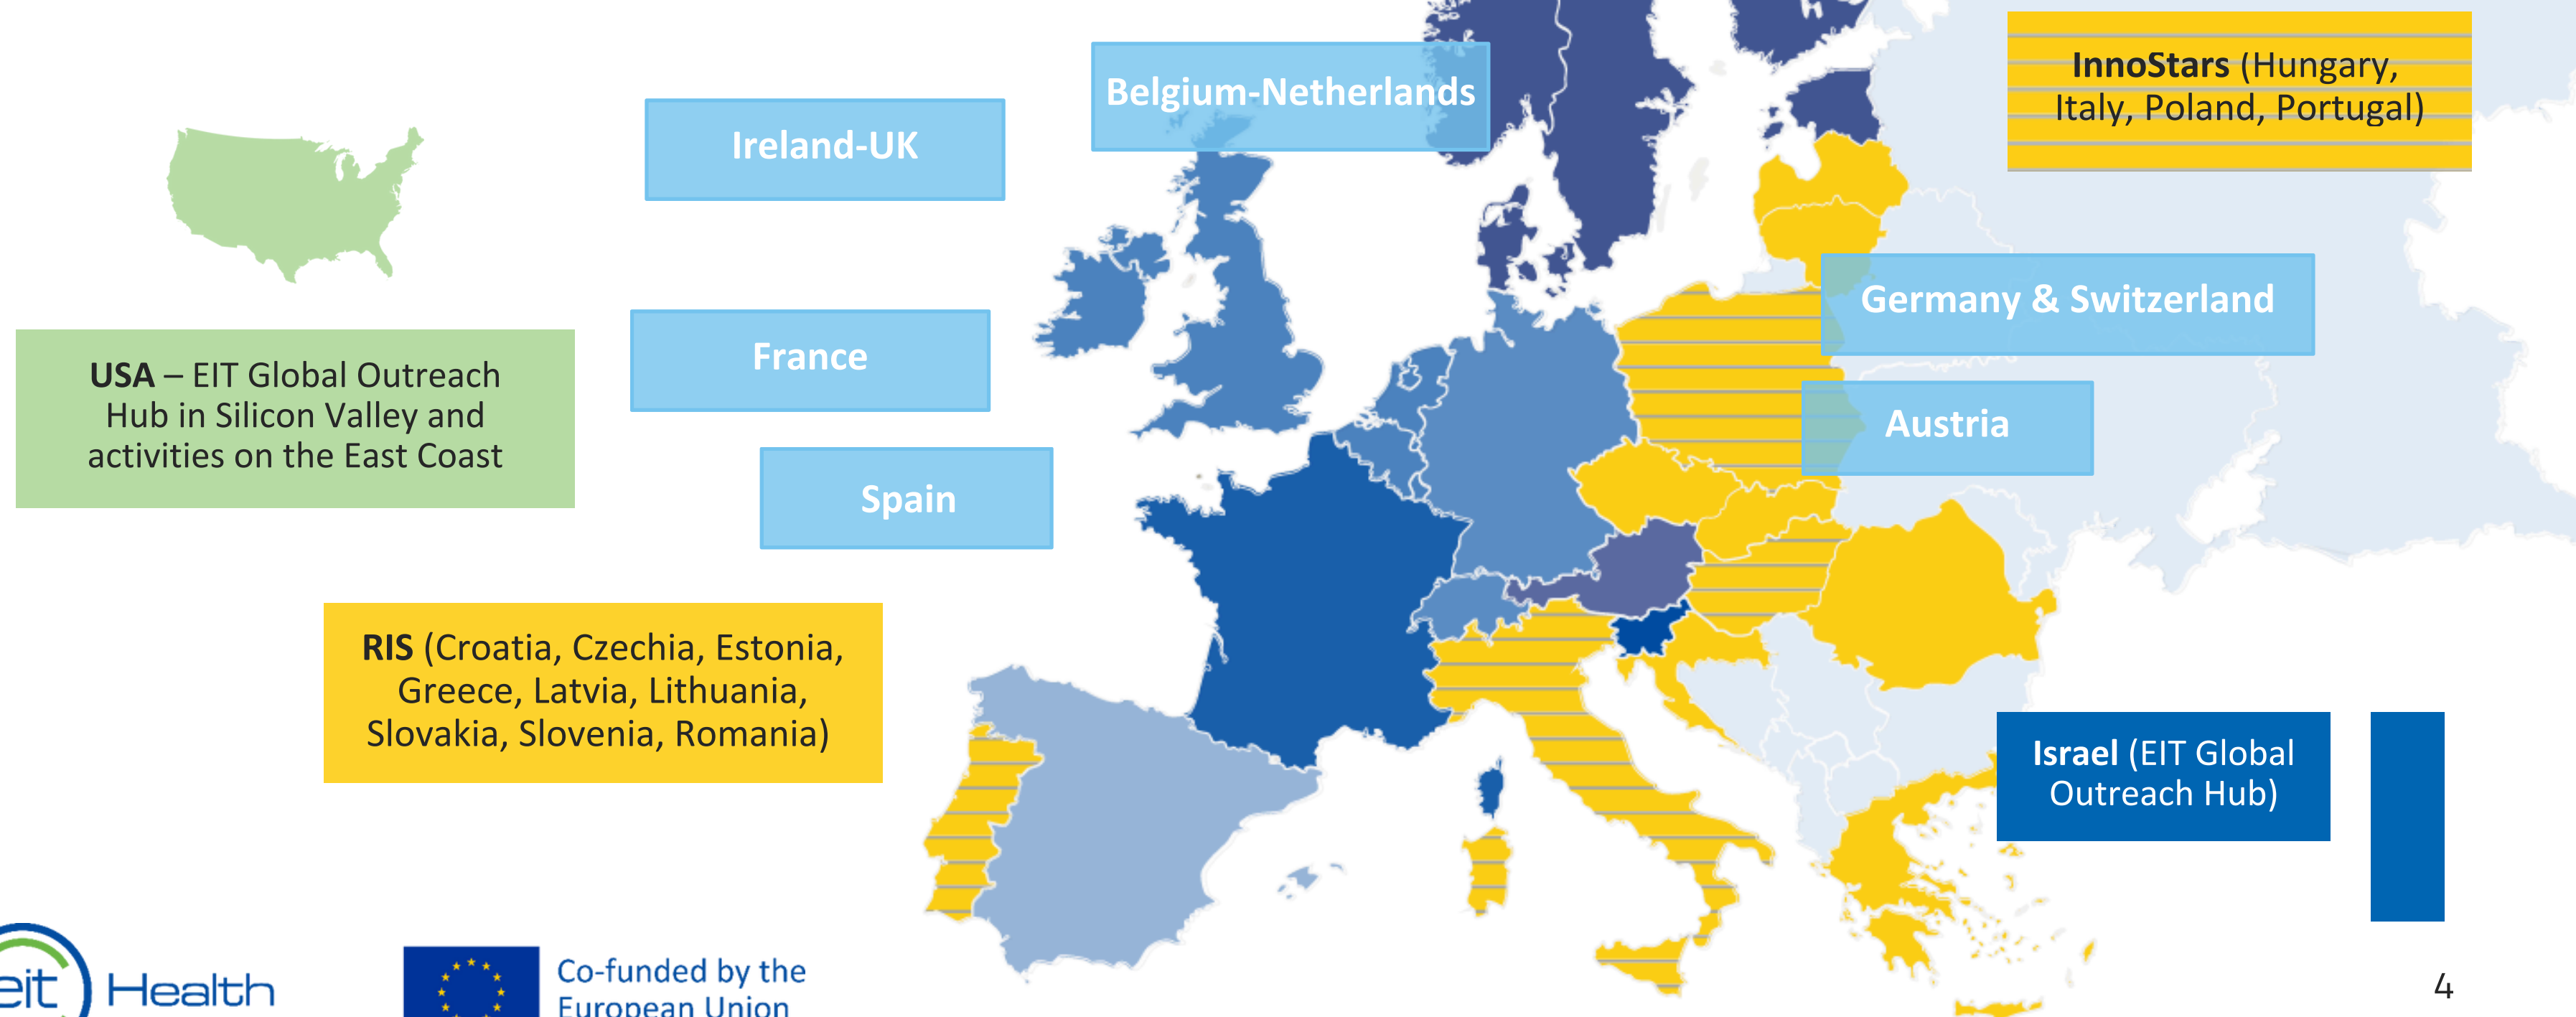 Belgium-Netherlands
InnoStars (Hungary,
Italy, Poland, Portugal)
Ireland-UK
Germany & Switzerland
France
USA – EIT Global Outreach
Hub in Silicon Valley and
activities on the East Coast
Austria
Spain
RIS (Croatia, Czechia, Estonia,
Greece, Latvia, Lithuania,
Slovakia, Slovenia, Romania)
Israel (EIT Global
Outreach Hub)
eit Health
Co-funded by the
European Union
4